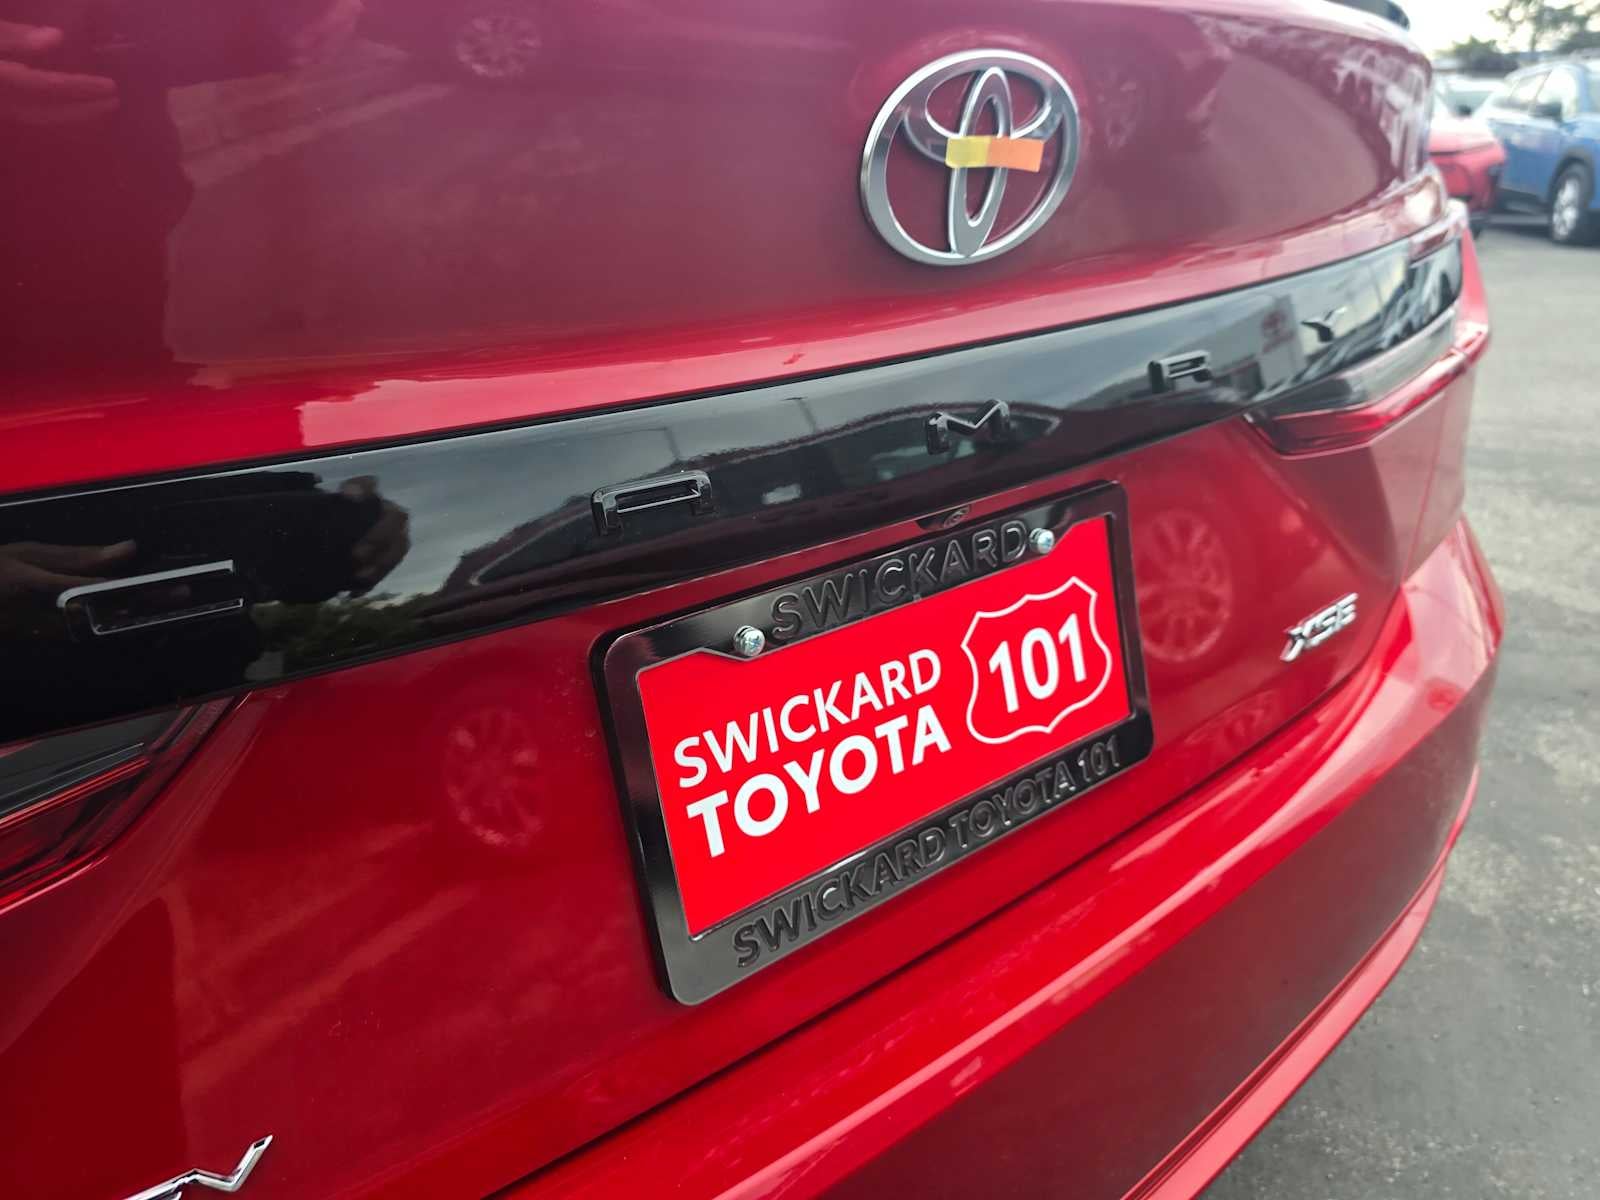 CAMRY
SWICKARD
SWICKARD
TOYOTA
101
SWICKARD TOYOTA 101
XSE